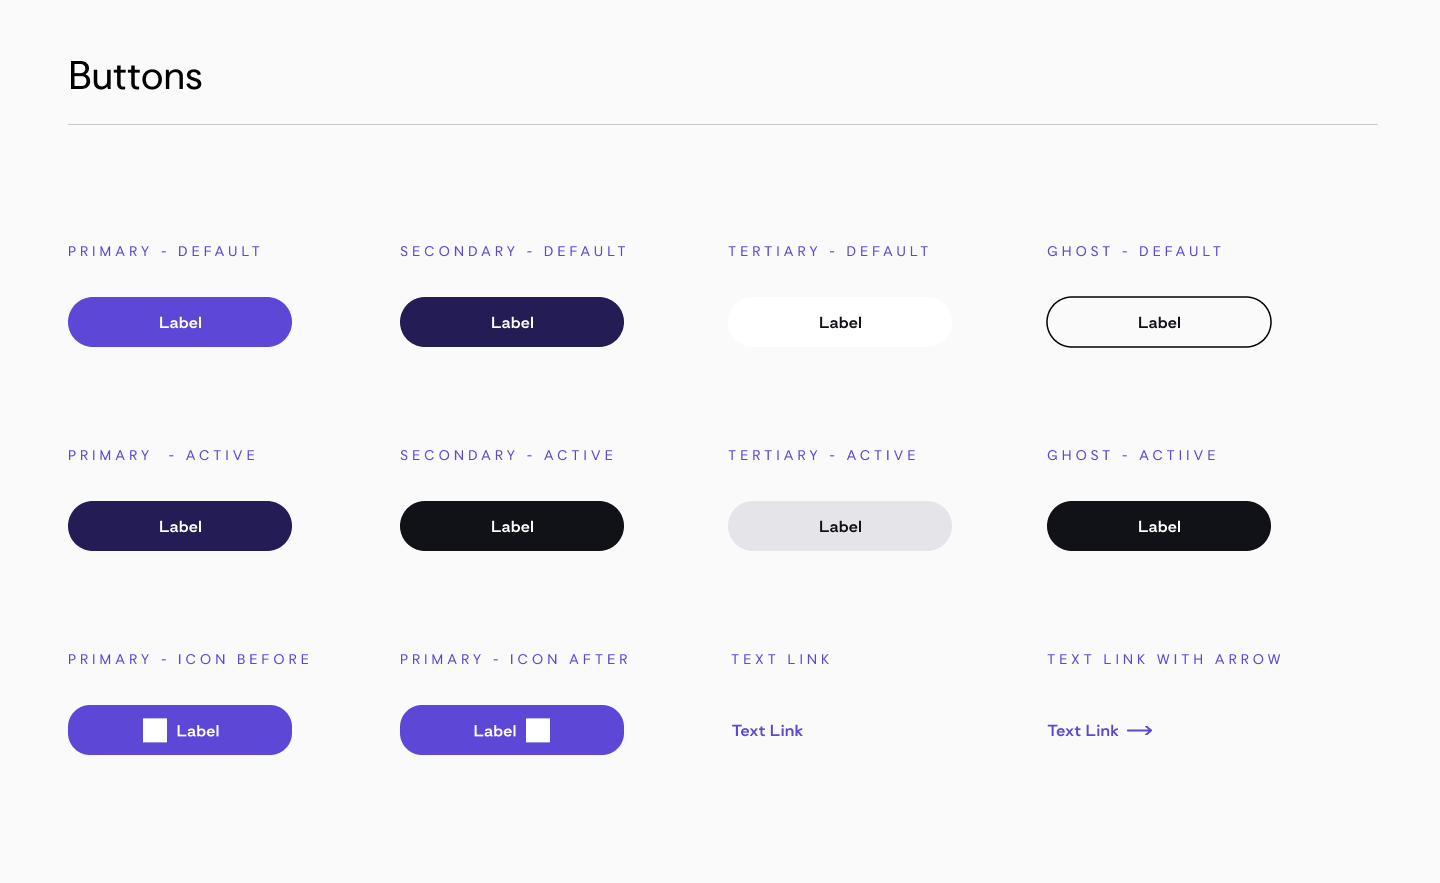 Buttons
PRIMARY - DEFAULT
SECONDARY - DEFAULT
TERTIARY - DEFAULT
GHOST - DEFAULT
Label
Label
Label
Label
PRIMARY  - ACTIVE
SECONDARY - ACTIVE
TERTIARY - ACTIVE
GHOST - ACTIIVE
Label
Label
Label
Label
PRIMARY - ICON BEFORE
PRIMARY - ICON AFTER
TEXT LINK
TEXT LINK WITH ARROW
Label
Label
Text Link
Text Link